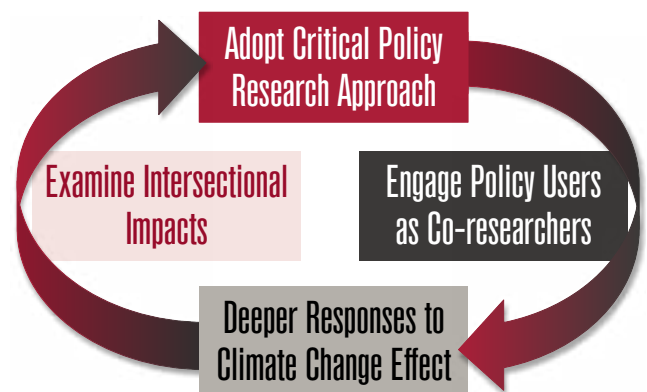 Adopt Critical Policy
Research Approach
Examine Intersectional
Impacts
Engage Policy Users
as Co-researchers
Deeper Responses to
Climate Change Effect